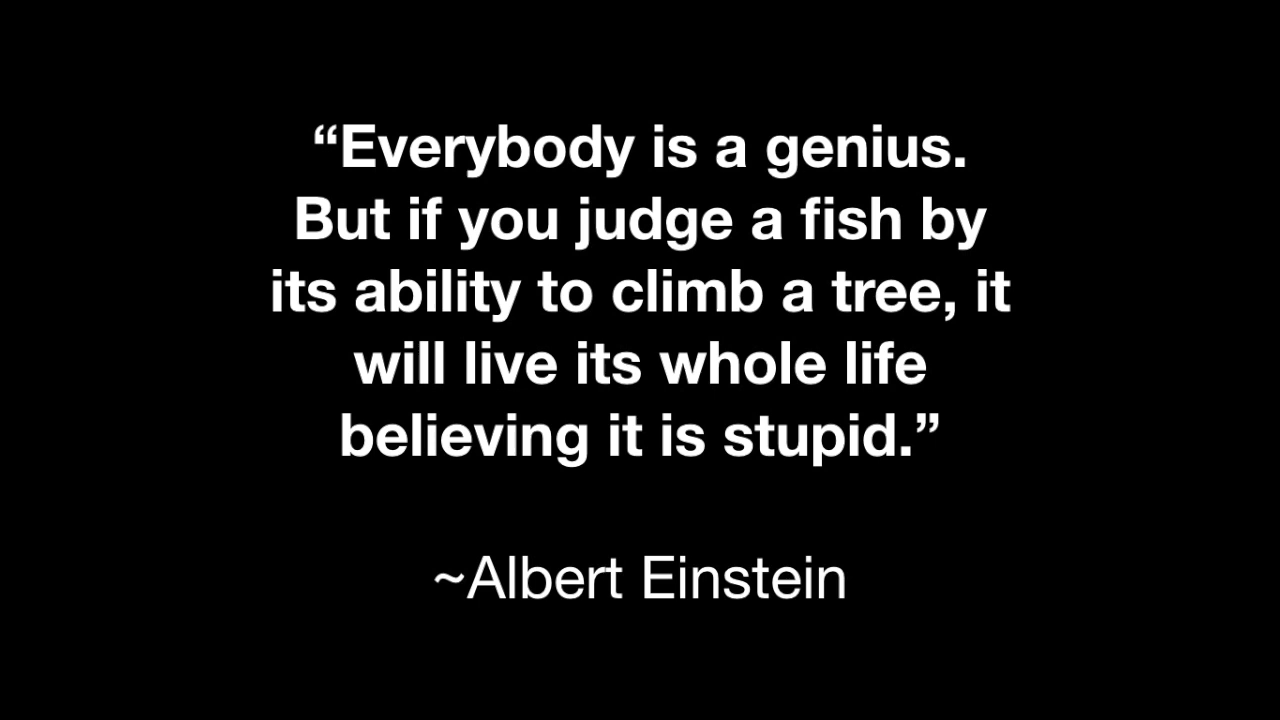 “Everybody is a genius.
But if you judge a fish by
its ability to climb a tree, it
will live its whole life
believing it is stupid.”
~Albert Einstein